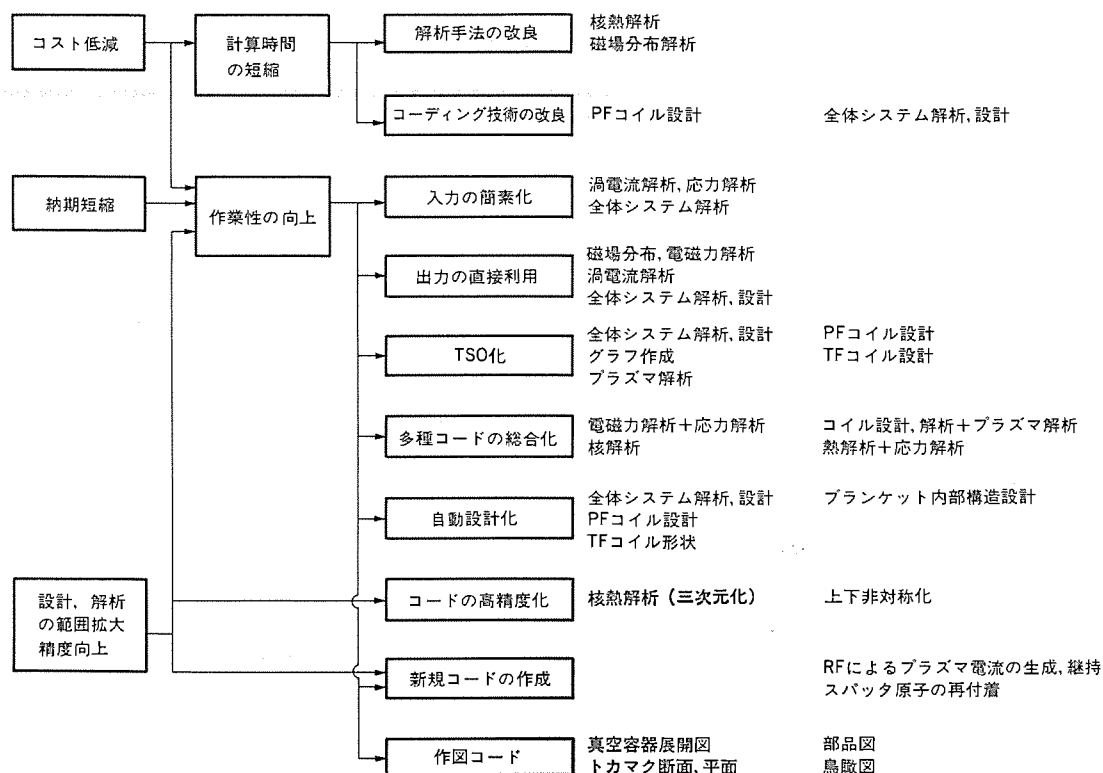 コスト低減
計算時間
の短縮
解析手法の改良
核熱解析
磁場分布解析
コーディング技術の改良
PFコイル設計
全体システム解析,設計
納期短縮
作業性の向上
入力の簡素化
渦電流解析,応力解析
全体システム解析
出力の直接利用
磁場分布,電磁力解析
渦電流解析
全体システム解析,設計
TSO化
全体システム解析,設計
グラフ作成
プラズマ解析
PFコイル設計
TFコイル設計
多種コードの総合化
電磁力解析+応力解析
核解析
コイル設計,解析+プラズマ解析
熱解析+応力解析
自動設計化
全体システム解析,設計
PFコイル設計
TFコイル形状
ブランケット内部構造設計
設計,解析
の範囲拡大
精度向上
コードの高精度化
核熱解析(三次元化)
上下非対称化
新規コードの作成
RFによるプラズマ電流の生成,継持
スパッタ原子の再付着
作図コード
真空容器展開図
トカマク断面,平面
部品図
鳥瞰図